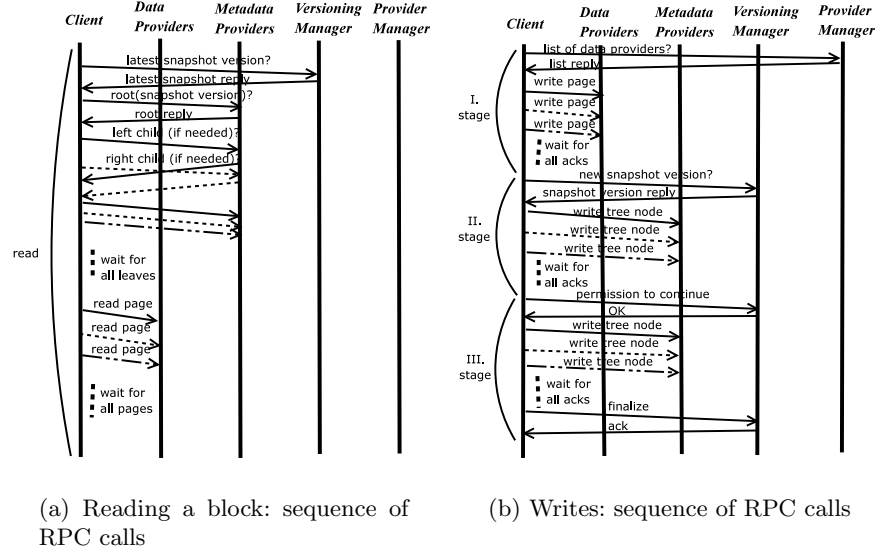 Client
Data
Providers
Metadata
Providers
Versioning
Manager
Provider
Manager
latest snapshot version?
latest snapshot reply
root(snapshot version)?
root reply
left child (if needed)?
right child (if needed)?
read
wait for
all leaves
read page
read page
read page
wait for
all pages
(a) Reading a block: sequence of
RPC calls
Client
Data
Providers
Metadata
Providers
Versioning
Manager
Provider
Manager
list of data providers?
list reply
write page
I.
stage
write page
write page
wait for
all acks
new snapshot version?
snapshot version reply
write tree node
II.
stage
write tree node
write tree node
wait for
all acks
permission to continue
OK
write tree node
write tree node
III.
stage
write tree node
wait for
all acks
finalize
ack
(b) Writes: sequence of RPC calls